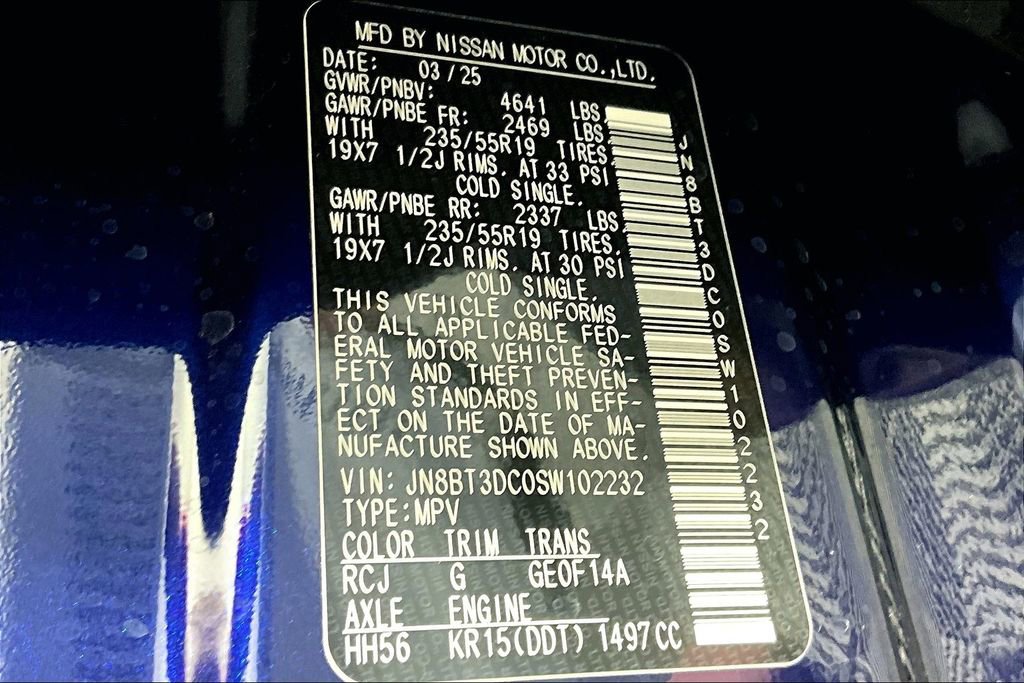 MFD BY NISSAN MOTOR CO.,LTD.
DATE: 03/25
GVWR/PNBV: 4641 LBS
GAWR/PNBE FR: 2469 LBS
WITH 235/55R19 TIRES,
19X7 1/2J RIMS, AT 33 PSI
COLD SINGLE.
GAWR/PNBE RR: 2337 LBS
WITH 235/55R19 TIRES,
19X7 1/2J RIMS, AT 30 PSI
COLD SINGLE.
THIS VEHICLE CONFORMS
TO ALL APPLICABLE FED-
ERAL MOTOR VEHICLE SA-
FETY AND THEFT PREVEN-
TION STANDARDS IN EFF-
ECT ON THE DATE OF MA-
NUFACTURE SHOWN ABOVE.
VIN: JN8BT3DC0SW102232
TYPE:MPV
COLOR TRIM TRANS
RCJ G GE0F14A
AXLE ENGINE
HH56 KR15(DDT) 1497CC
JN8BT3DC0SW102232